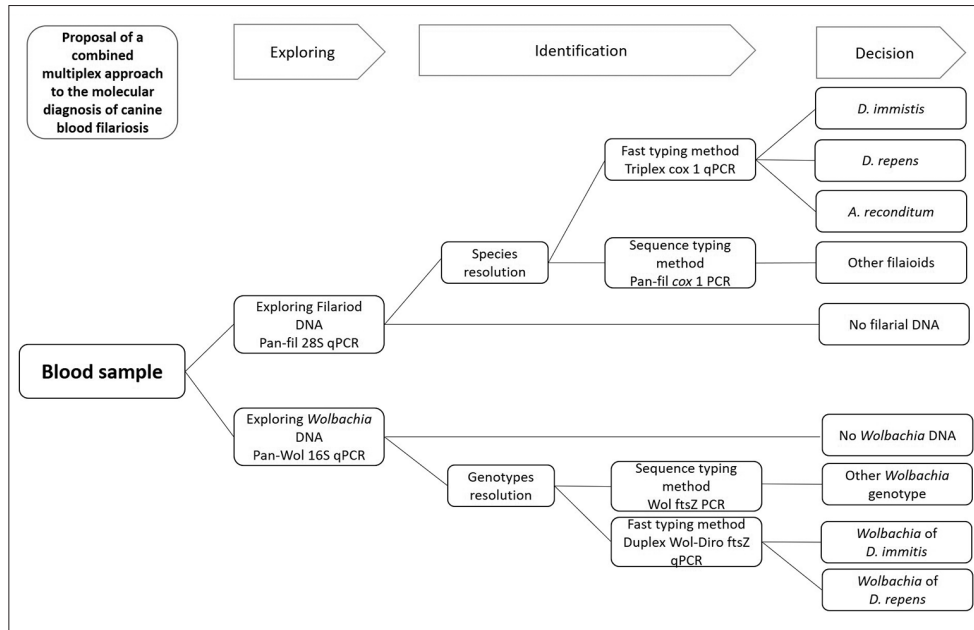 Proposal of a
combined
multiplex approach
to the molecular
diagnosis of canine
blood filariosis
Exploring
Identification
Decision
Fast typing method
Triplex cox 1 qPCR
D. immistis
D. repens
A. reconditum
Species
resolution
Sequence typing
method
Pan-fil cox 1 PCR
Other filaioids
Exploring Filariod
DNA
Pan-fil 28S qPCR
No filarial DNA
Blood sample
Exploring Wolbachia
DNA
Pan-Wol 16S qPCR
No Wolbachia DNA
Genotypes
resolution
Sequence typing
method
Wol ftsZ PCR
Other Wolbachia
genotype
Fast typing method
Duplex Wol-Diro ftsZ
qPCR
Wolbachia of
D. immitis
Wolbachia of
D. repens